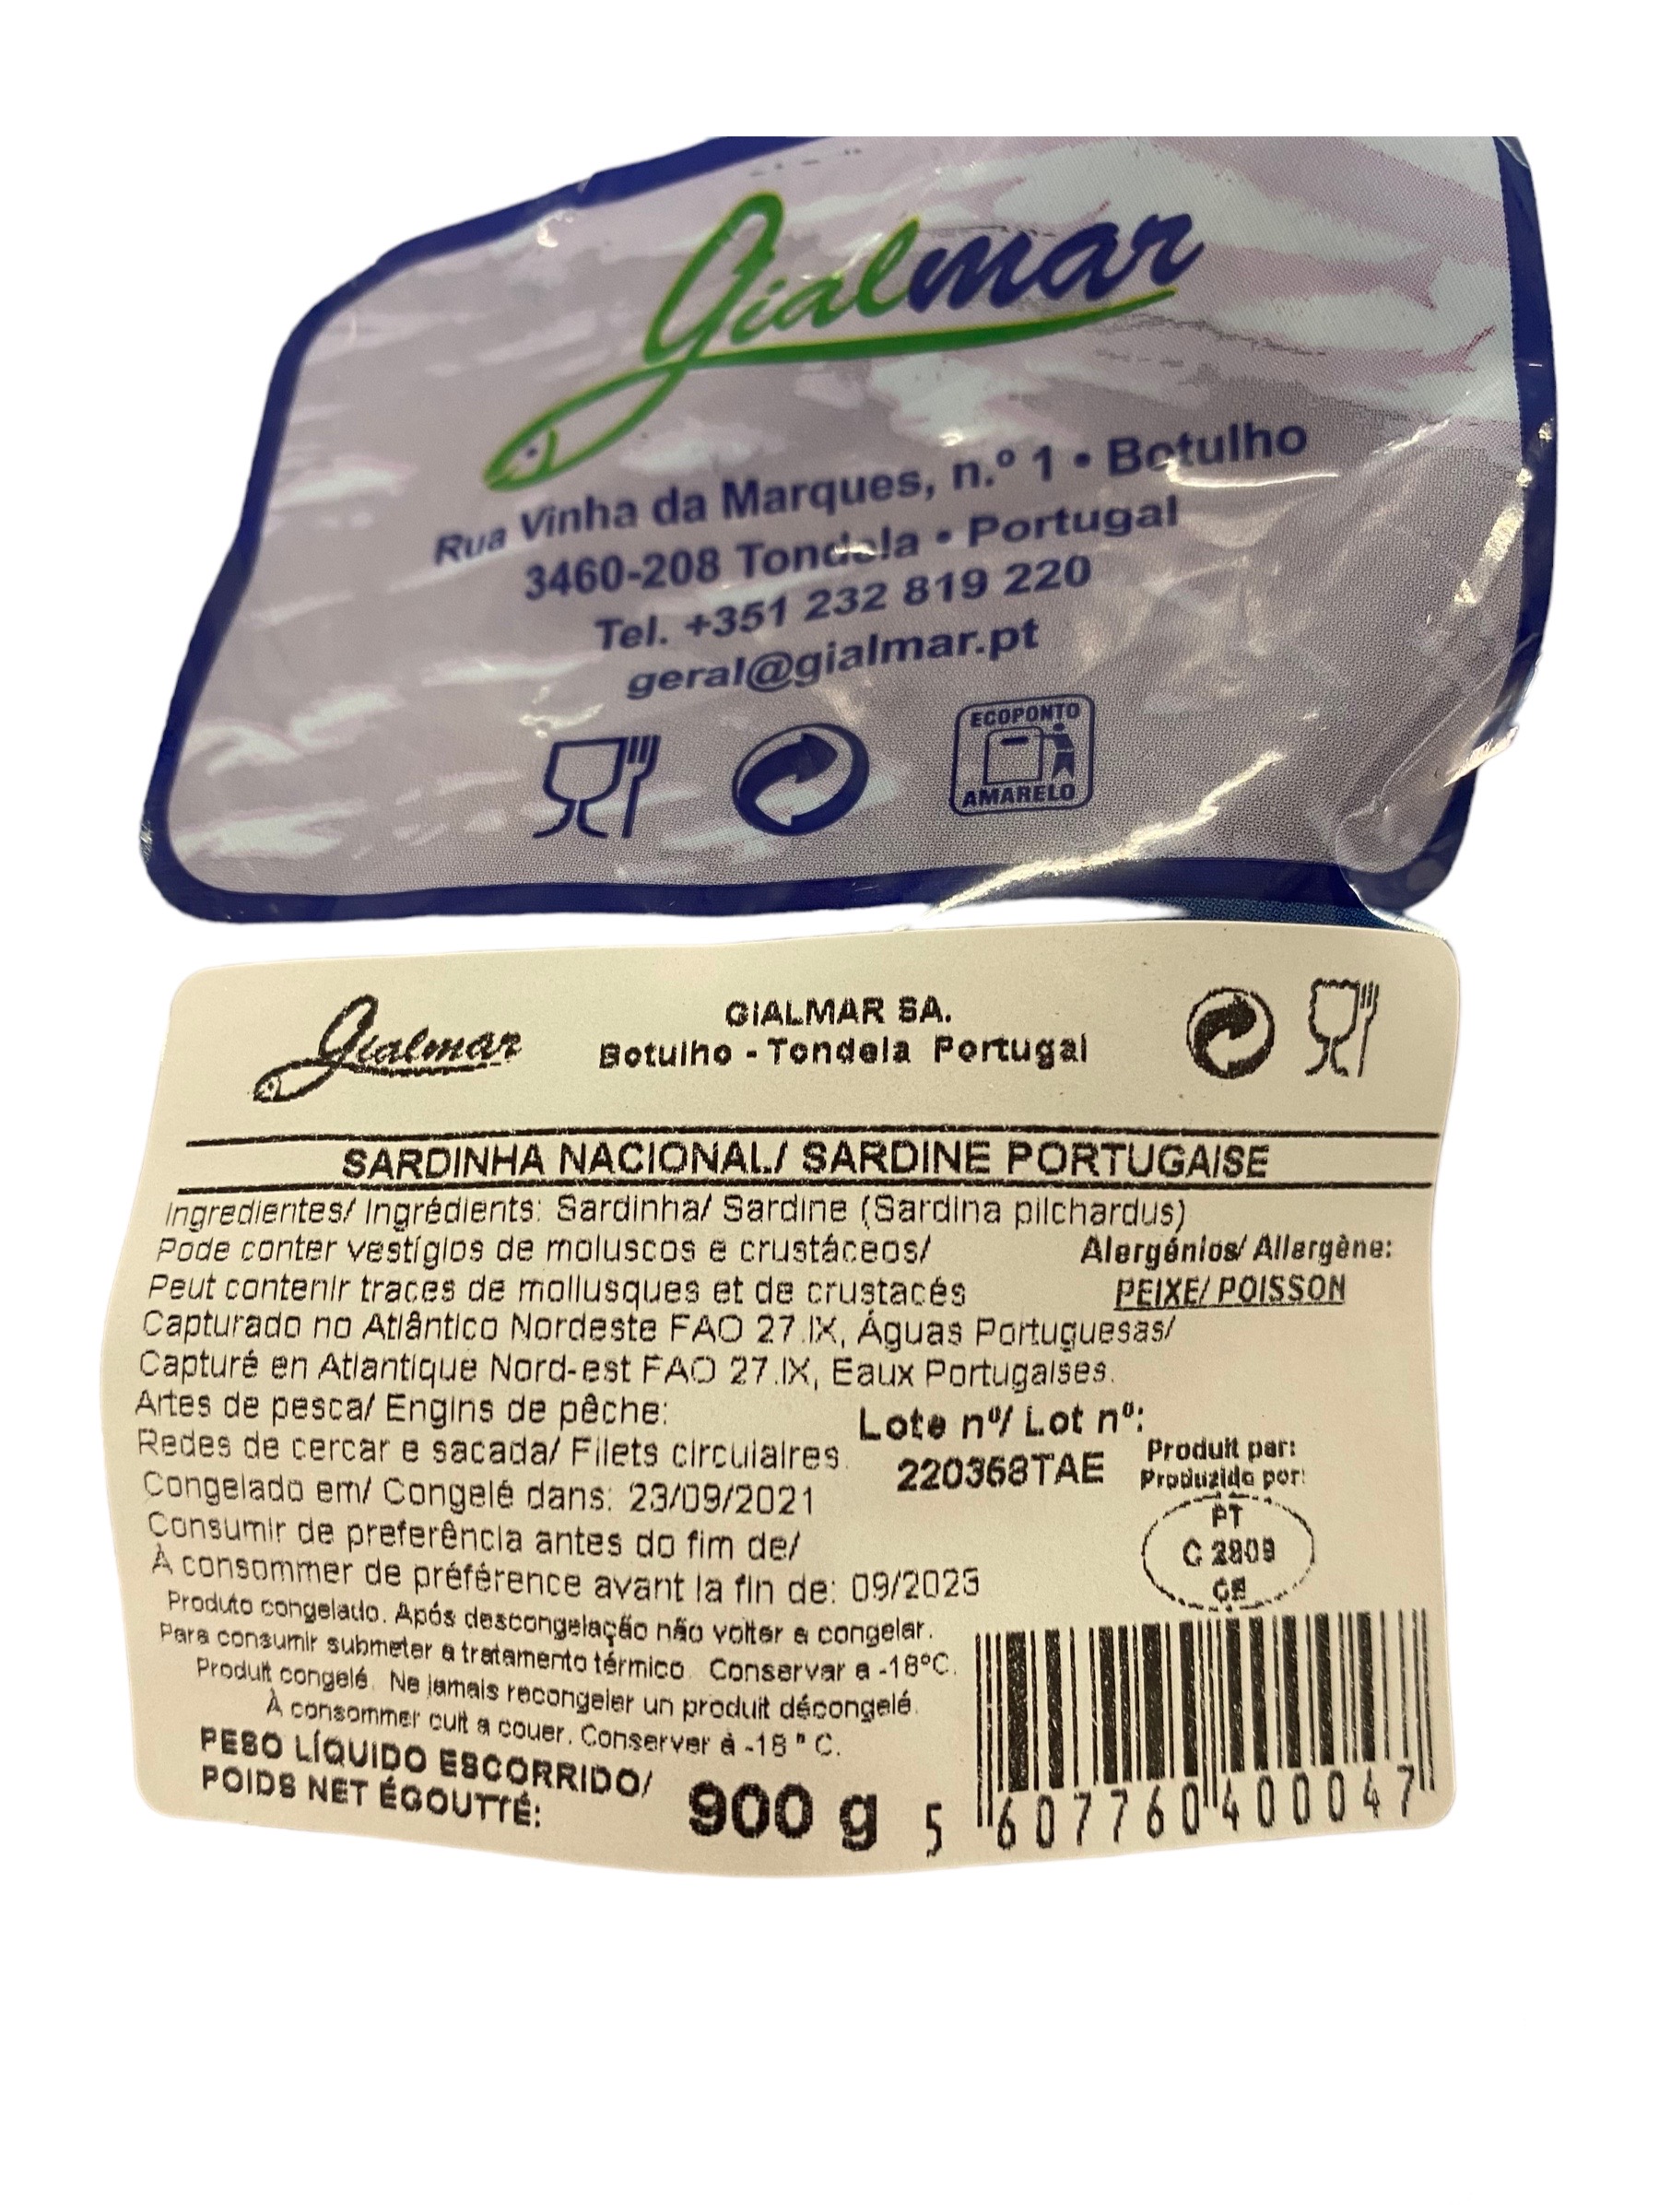 Gialmar
Rua Vinha da Marques, n.º 1 • Botulho
3460-208 Tondela • Portugal
Tel. +351 232 819 220
geral@gialmar.pt
ECOPONTO
AMARELO
Gialmar
GIALMAR SA.
Botulho - Tondela Portugal
SARDINHA NACIONAL/ SARDINE PORTUGAISE
Ingredientes/ Ingrédients: Sardinha/ Sardine (Sardina pilchardus)
Pode conter vestígios de moluscos e crustáceos/
Peut contenir traces de mollusques et de crustacés
Alergénios/ Allergène:
PEIXE/ POISSON
Capturado no Atlântico Nordeste FAO 27.IX, Águas Portuguesas/
Capturé en Atlantique Nord-est FAO 27.IX, Eaux Portugaises.
Artes de pesca/ Engins de pêche:
Redes de cercar e sacada/ Filets circulaires.
Lote nº/ Lot nº:
220368TAE
Produit par:
Produzido por:
PT
C 2809
CE
Congelado em/ Congelé dans: 23/09/2021
Consumir de preferência antes do fim de/
À consommer de préférence avant la fin de: 09/2023
Produto congelado. Após descongelação não voltar a congelar.
Para consumir submeter a tratamento térmico. Conservar a -18ºC.
Produit congelé. Ne jamais recongeler un produit décongelé.
À consommer cuit a couer. Conserver à -18 º C.
PESO LÍQUIDO ESCORRIDO/
POIDS NET ÉGOUTTÉ:
900 g
5 607760 400047